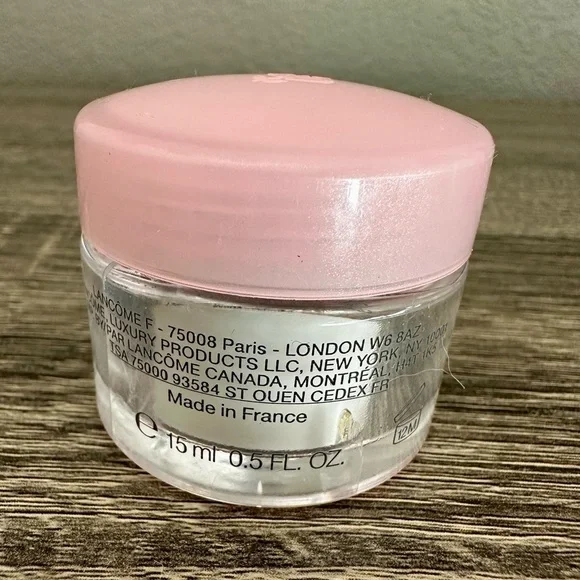 LANCÔME F - 75008 Paris - LONDON W6 8AZ
LUXURY PRODUCTS LLC, NEW YORK, NY
PAR LANCÔME CANADA, MONTRÉAL,
TSA 75000 93584 ST OUEN CEDEX FR
Made in France
12M
e 15 ml 0.5 FL. OZ.